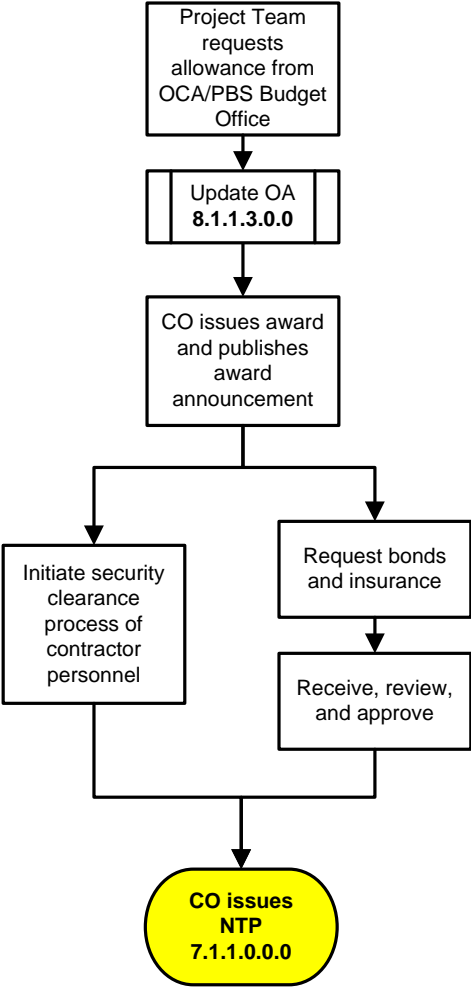 Project Team
requests
allowance from
OCA/PBS Budget
Office
Update OA
8.1.1.3.0.0
CO issues award
and publishes
award
announcement
Initiate security
clearance
process of
contractor
personnel
Request bonds
and insurance
Receive, review,
and approve
CO issues
NTP
7.1.1.0.0.0